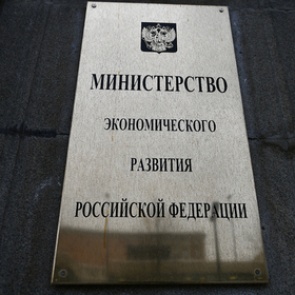 МИНИСТЕРСТВО
ЭКОНОМИЧЕСКОГО
РАЗВИТИЯ
РОССИЙСКОЙ ФЕДЕРАЦИИ